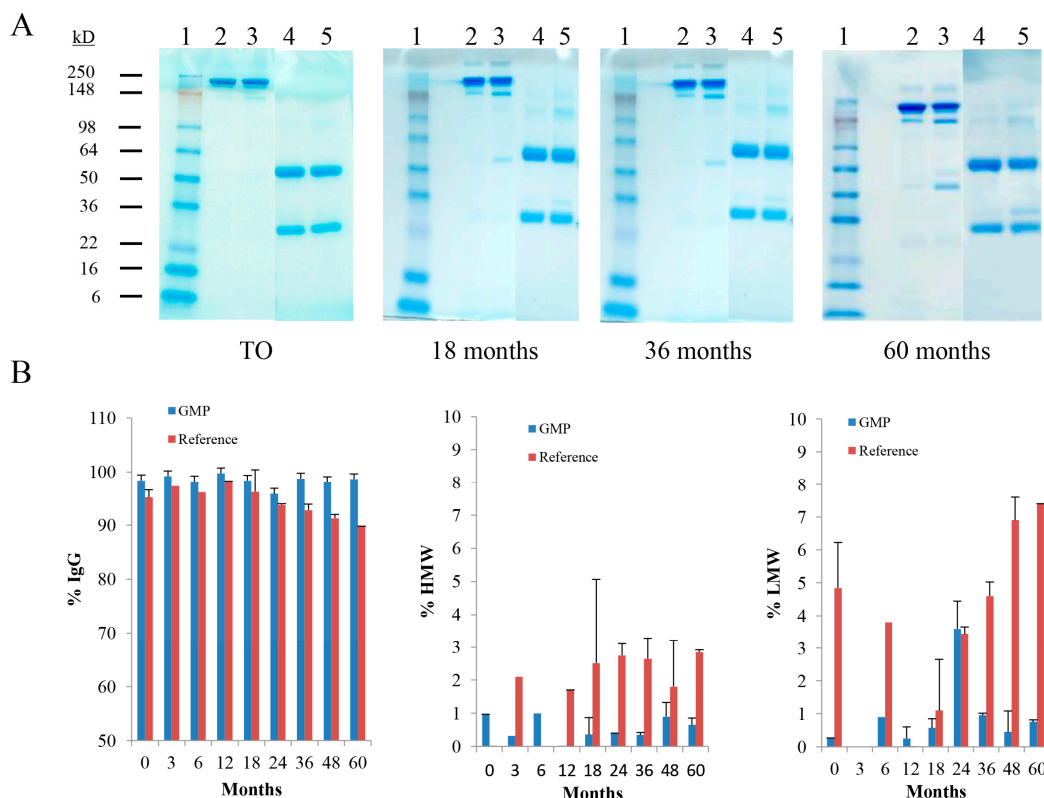 A
kD 1 2 3 4 5 1 2 3 4 5 1 2 3 4 5 1 2 3 4 5
250
148
98
64
50
36
22
16
6
TO 18 months 36 months 60 months
B
110
100
90
80
70
60
50
% IgG
GMP
Reference
0 3 6 12 18 24 36 48 60
Months
10
9
8
7
6
5
4
3
2
1
0
% HMW
GMP
Reference
0 3 6 12 18 24 36 48 60
Months
10
9
8
7
6
5
4
3
2
1
0
% LMW
GMP
Reference
0 3 6 12 18 24 36 48 60
Months